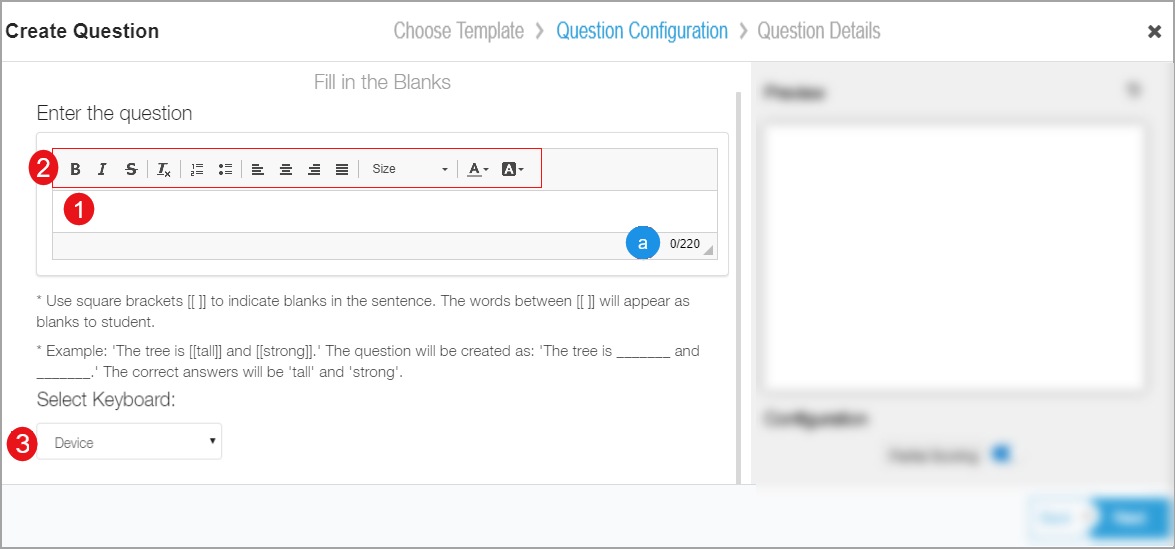 Create Question
Choose Template > Question Configuration > Question Details
Fill in the Blanks
Enter the question
2 B I S Tx Size A A
1
a 0/220
* Use square brackets [[ ]] to indicate blanks in the sentence. The words between [[ ]] will appear as
blanks to student.
* Example: 'The tree is [[tall]] and [[strong]].' The question will be created as: 'The tree is _______ and
_______.' The correct answers will be 'tall' and 'strong'.
Select Keyboard:
3 Device
Preview
Configuration
Partial Scoring
Back
Next